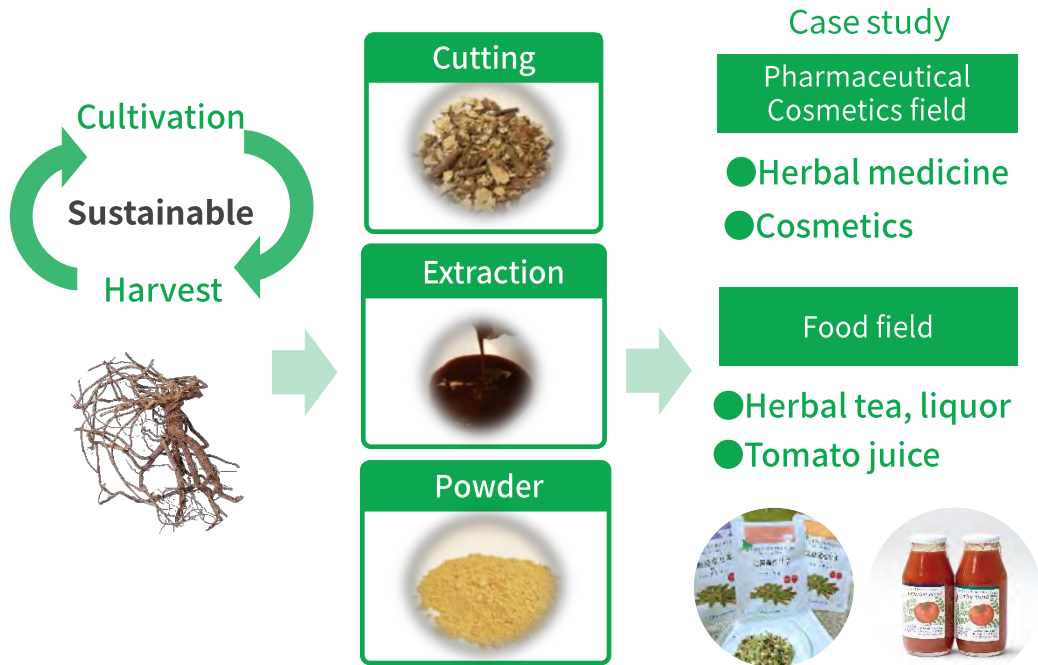 Cultivation
Sustainable
Harvest
Cutting
Extraction
Powder
Case study
Pharmaceutical
Cosmetics field
●Herbal medicine
●Cosmetics
Food field
●Herbal tea, liquor
●Tomato juice